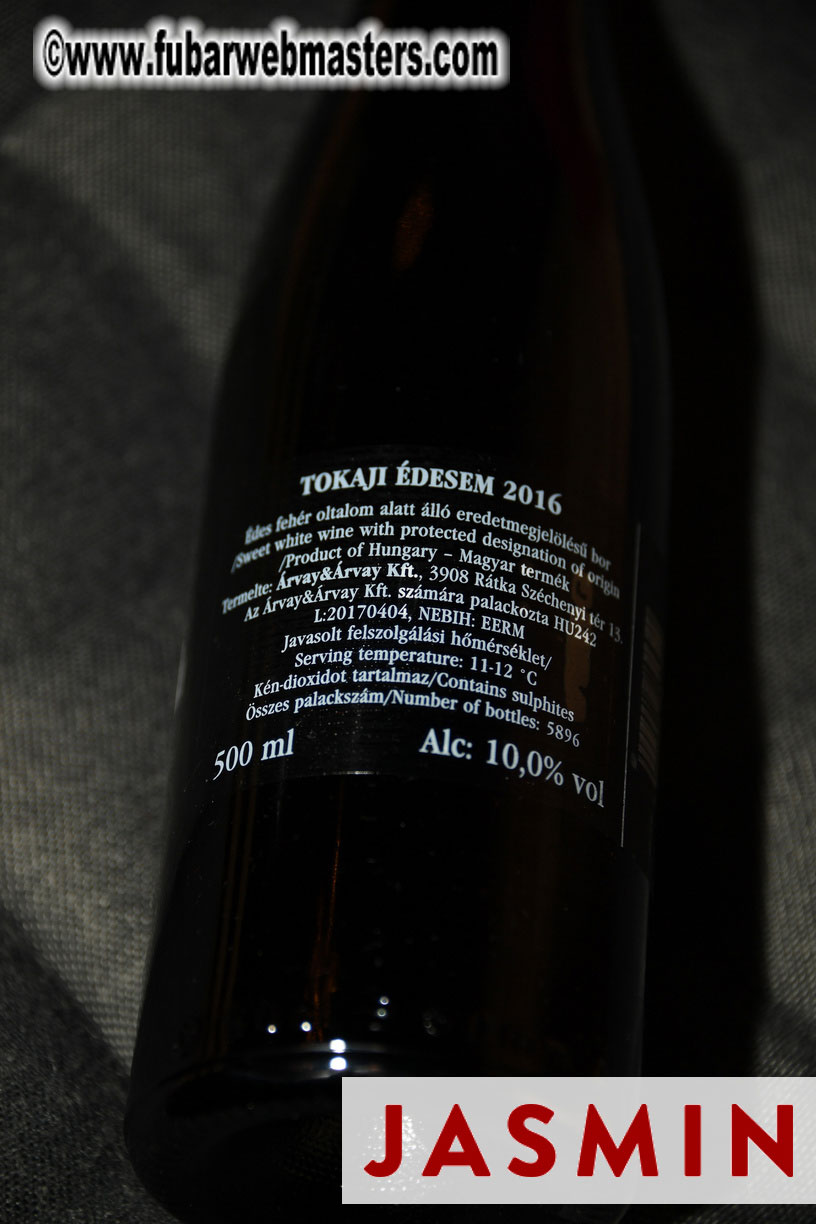 ©www.fubarwebmasters.com
TOKAJI ÉDESEM 2016
Édes fehér oltalom alatt álló eredetmegjelölésű bor
/Sweet white wine with protected designation of origin
/Product of Hungary – Magyar termék
Termelte: Árvay&Árvay Kft., 3908 Rátka Széchenyi tér 13.
Az Árvay&Árvay Kft. számára palackozta HU242
L:20170404, NEBIH: EERM
Javasolt felszolgálási hőmérséklet/
Serving temperature: 11-12 °C
Kén-dioxidot tartalmaz/Contains sulphites
Összes palackszám/Number of bottles: 5896
500 ml Alc: 10,0% vol
JASMIN